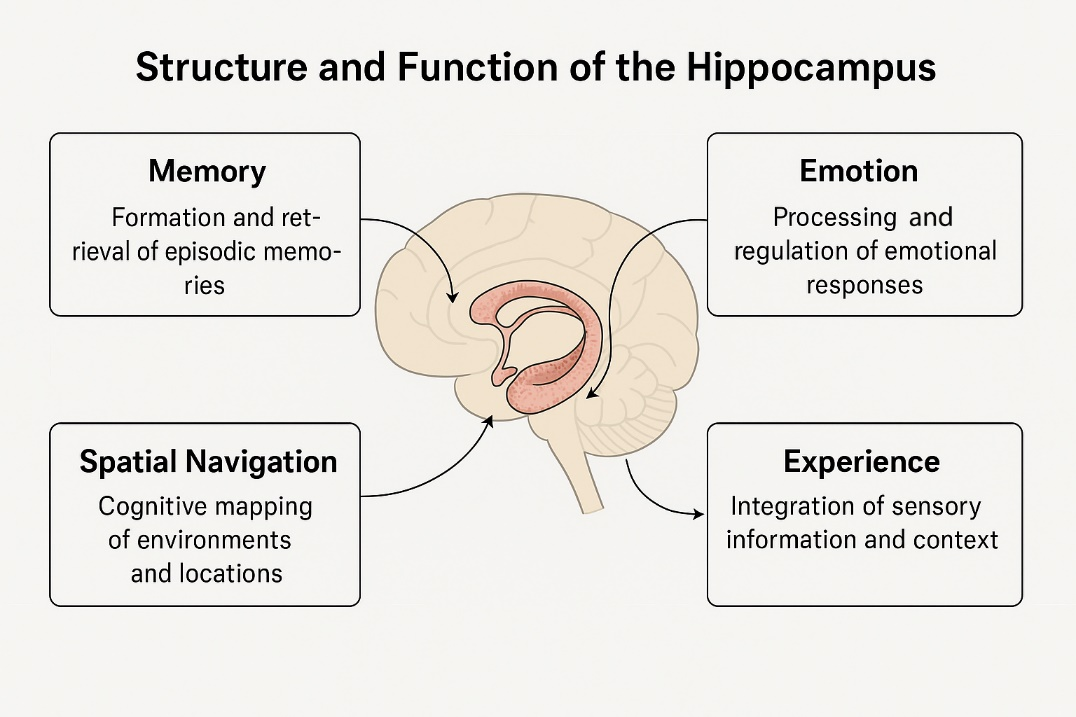 Structure and Function of the Hippocampus
Memory
Formation and ret-
rieval of episodic memo-
ries
Emotion
Processing and
regulation of emotional
responses
Spatial Navigation
Cognitive mapping
of environments
and locations
Experience
Integration of sensory
information and context